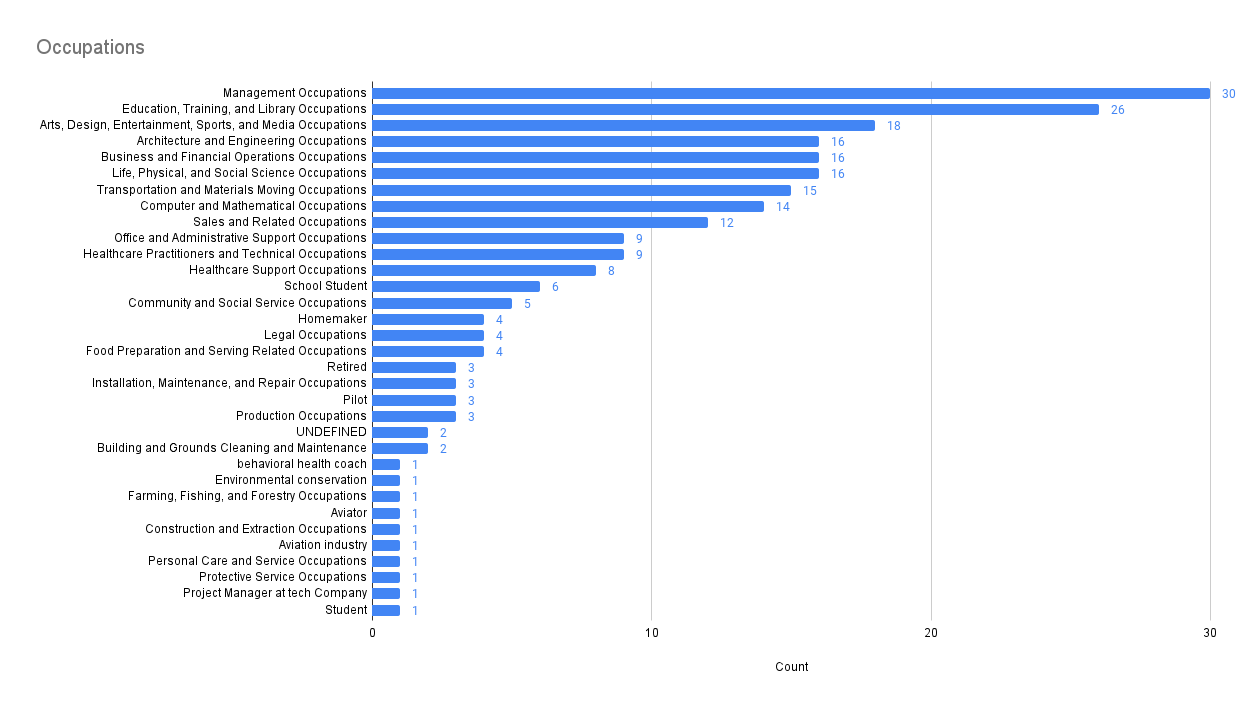 Occupations
Management Occupations 30
Education, Training, and Library Occupations 26
Arts, Design, Entertainment, Sports, and Media Occupations 18
Architecture and Engineering Occupations 16
Business and Financial Operations Occupations 16
Life, Physical, and Social Science Occupations 16
Transportation and Materials Moving Occupations 15
Computer and Mathematical Occupations 14
Sales and Related Occupations 12
Office and Administrative Support Occupations 9
Healthcare Practitioners and Technical Occupations 9
Healthcare Support Occupations 8
School Student 6
Community and Social Service Occupations 5
Homemaker 4
Legal Occupations 4
Food Preparation and Serving Related Occupations 4
Retired 3
Installation, Maintenance, and Repair Occupations 3
Pilot 3
Production Occupations 3
UNDEFINED 2
Building and Grounds Cleaning and Maintenance 2
behavioral health coach 1
Environmental conservation 1
Farming, Fishing, and Forestry Occupations 1
Aviator 1
Construction and Extraction Occupations 1
Aviation industry 1
Personal Care and Service Occupations 1
Protective Service Occupations 1
Project Manager at tech Company 1
Student 1
0 10 20 30
Count